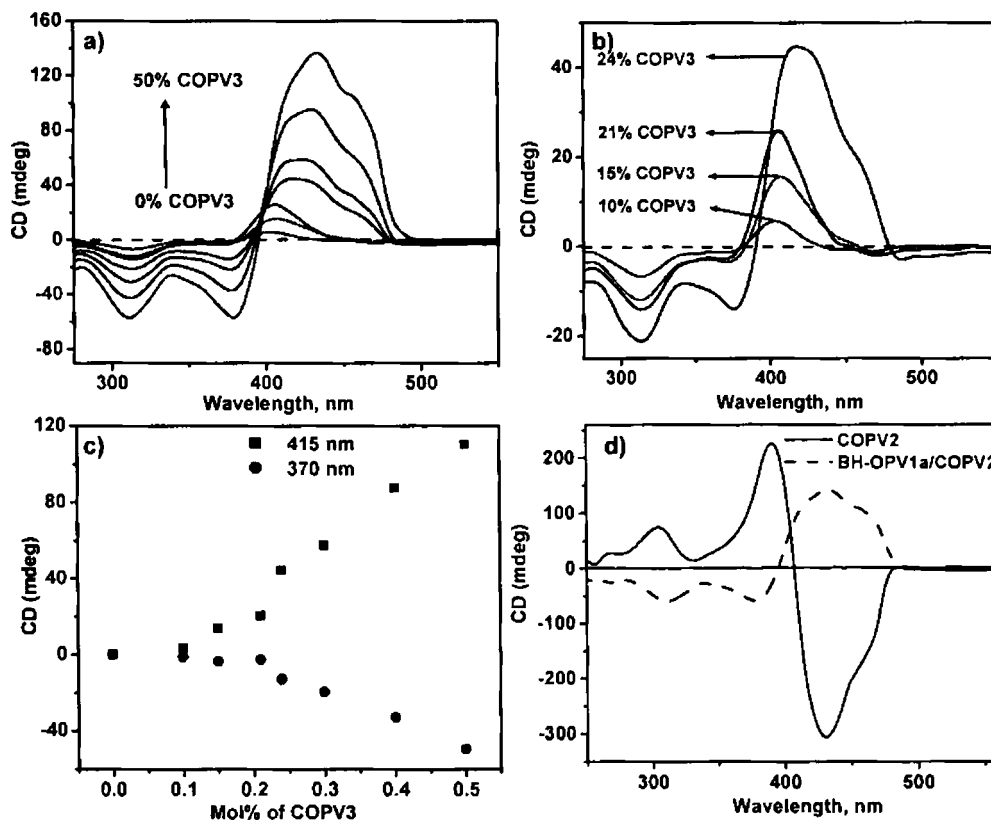 a)
160
120
80
40
0
-40
-80
CD (mdeg)
50% COPV3
0% COPV3
300
400
500
Wavelength, nm
b)
40
20
0
-20
CD (mdeg)
24% COPV3
21% COPV3
15% COPV3
10% COPV3
300
400
500
Wavelength, nm
c)
120
80
40
0
-40
CD (mdeg)
415 nm
370 nm
0.0
0.1
0.2
0.3
0.4
0.5
Mol% of COPV3
d)
200
100
0
-100
-200
-300
CD (mdeg)
COPV2
BH-OPV1a/COPV2
300
400
500
Wavelength, nm